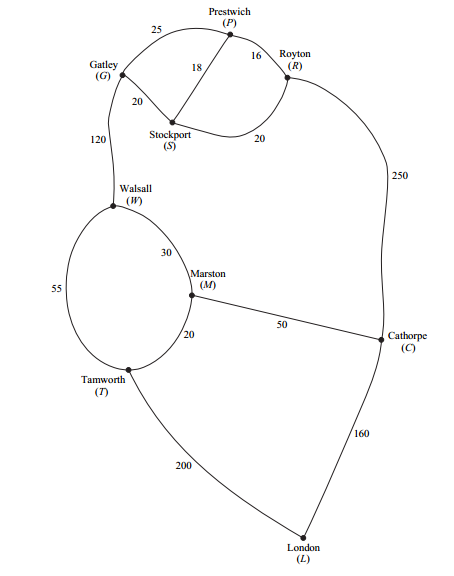 Prestwich
(P)
25
16
Royton
(R)
Gatley
(G)
18
20
Stockport
(S)
20
120
250
Walsall
(W)
30
Marston
(M)
55
50
20
Cathorpe
(C)
Tamworth
(T)
160
200
London
(L)